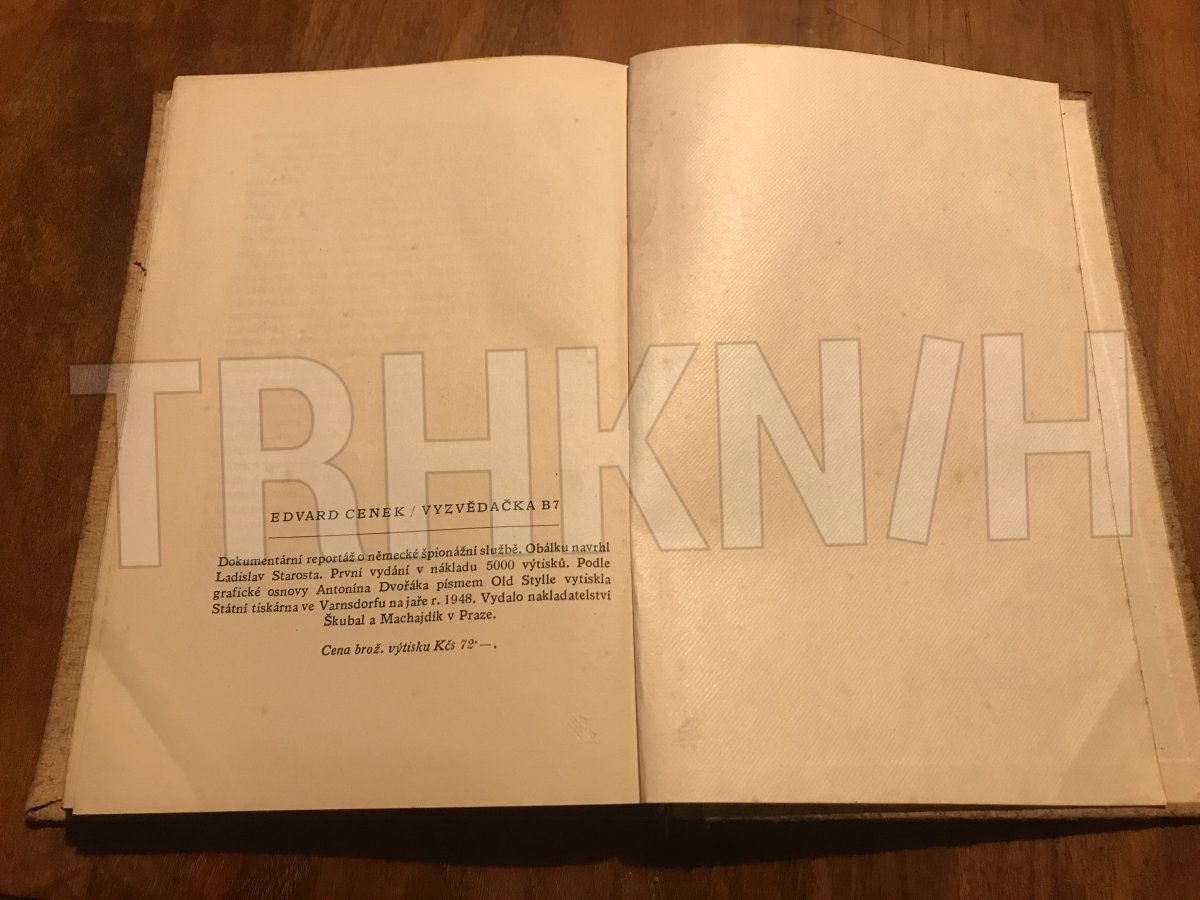 TRHKN/H
EDVARD CENEK / VYZVĚDAČKA B7
Dokumentární reportáž o německé špionážní službě. Obálku navrhl
Ladislav Starosta. První vydání v nákladu 5000 výtisků. Podle
grafické osnovy Antonína Dvořáka písmem Old Stylle vytiskla
Státní tiskárna ve Varnsdorfu na jaře r. 1948. Vydalo nakladatelství
Škubal a Machajdík v Praze.
Cena brož. výtisku Kčs 72·—.